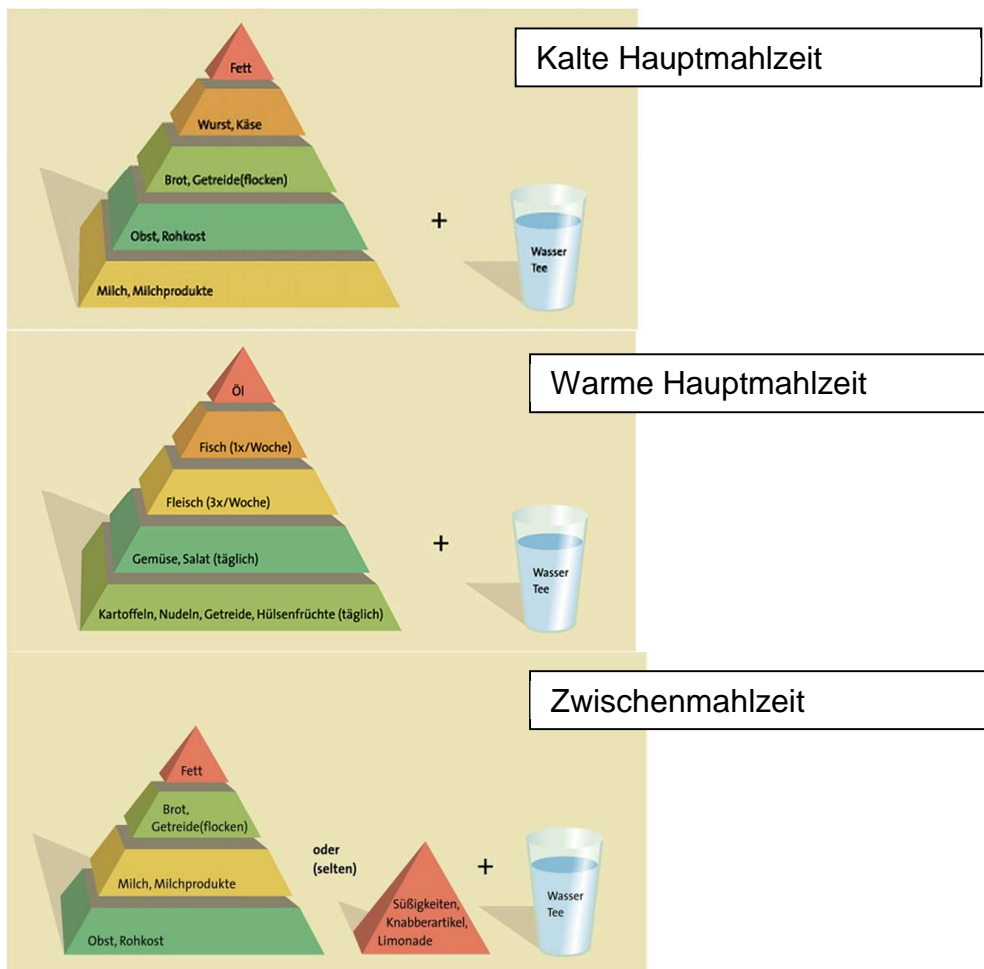 Kalte Hauptmahlzeit
Fett
Wurst, Käse
Brot, Getreide(flocken)
Obst, Rohkost
Milch, Milchprodukte
+
Wasser
Tee
Warme Hauptmahlzeit
Öl
Fisch (1x/Woche)
Fleisch (3x/Woche)
Gemüse, Salat (täglich)
Kartoffeln, Nudeln, Getreide, Hülsenfrüchte (täglich)
+
Wasser
Tee
Zwischenmahlzeit
Fett
Brot,
Getreide(flocken)
Milch, Milchprodukte
Obst, Rohkost
oder
(selten)
Süßigkeiten,
Knabberartikel,
Limonade
+
Wasser
Tee